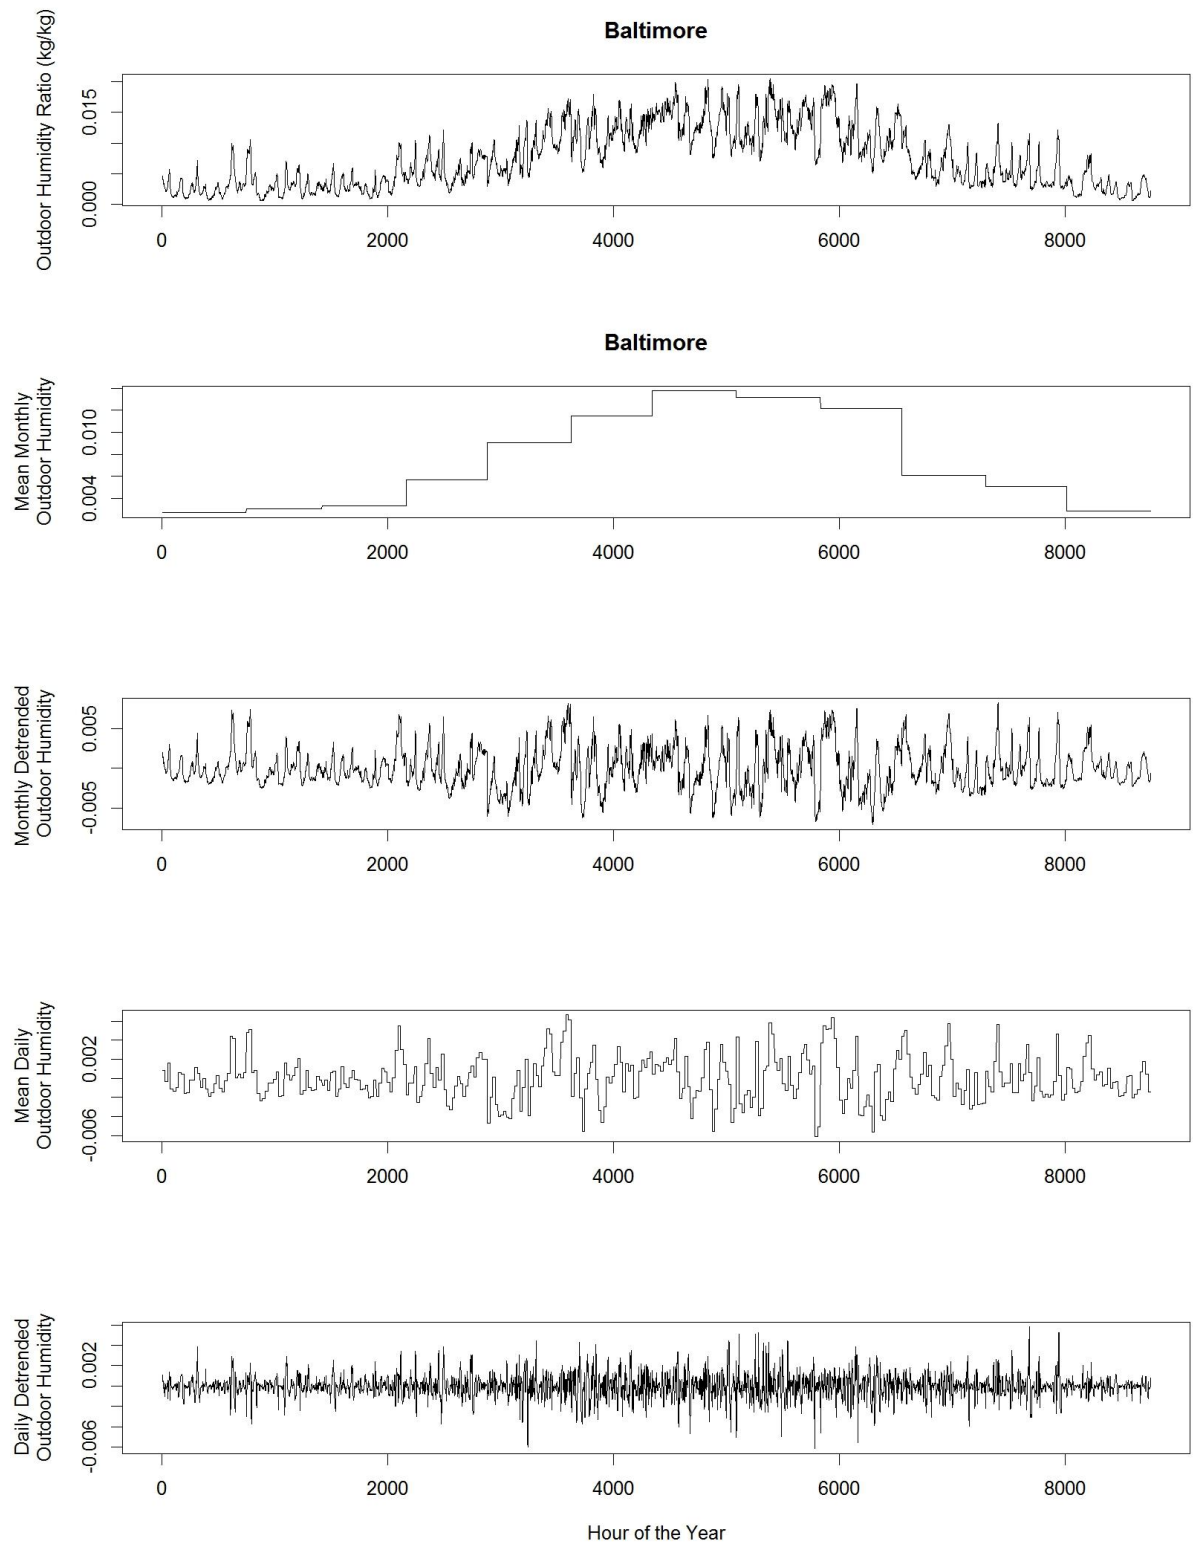 Baltimore
Outdoor Humidity Ratio (kg/kg)
0.015
0.000
0 2000 4000 6000 8000
Baltimore
Mean Monthly
Outdoor Humidity
0.010
0.004
0 2000 4000 6000 8000
Monthly Detrended
Outdoor Humidity
0.005
-0.005
0 2000 4000 6000 8000
Mean Daily
Outdoor Humidity
0.002
-0.006
0 2000 4000 6000 8000
Daily Detrended
Outdoor Humidity
0.002
-0.006
0 2000 4000 6000 8000
Hour of the Year